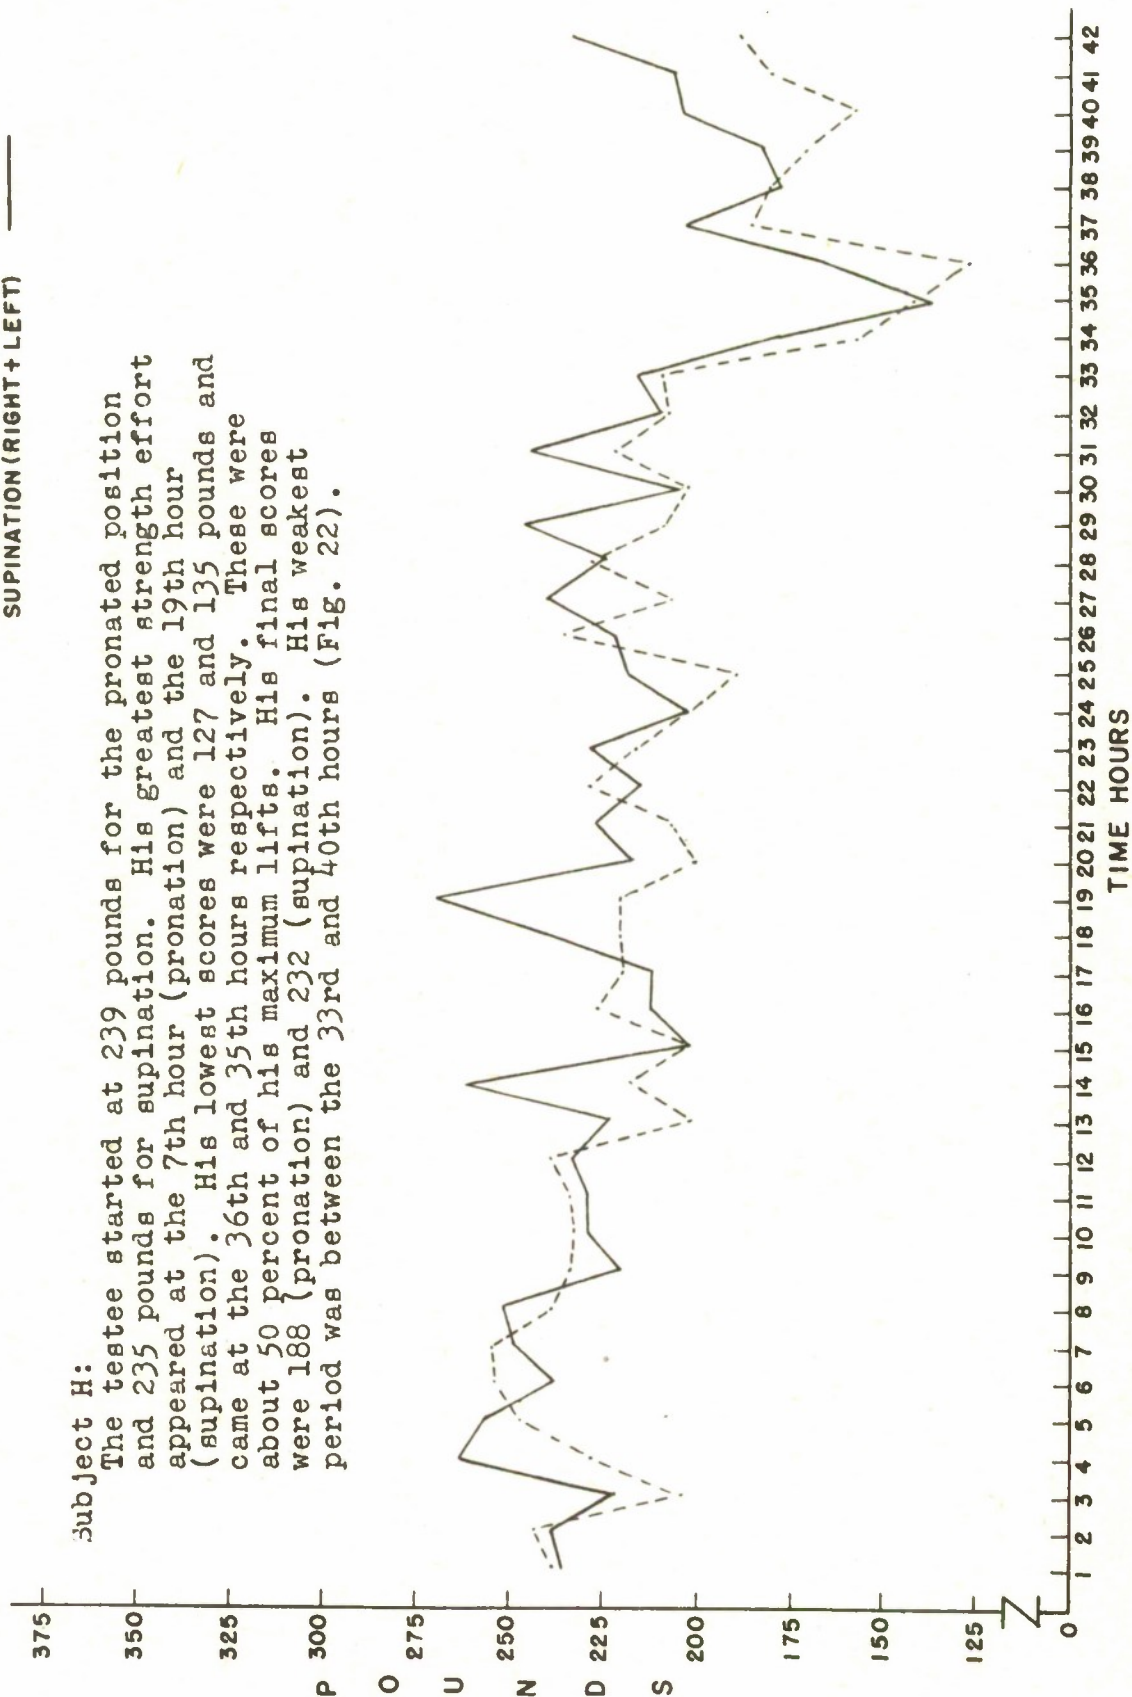 SUPINATION (RIGHT + LEFT)
Subject H:
The testee started at 239 pounds for the pronated position
and 235 pounds for supination. His greatest strength effort
appeared at the 7th hour (pronation) and the 19th hour
(supination). His lowest scores were 127 and 135 pounds and
came at the 36th and 35th hours respectively. These were
about 50 percent of his maximum lifts. His final scores
were 188 (pronation) and 232 (supination). His weakest
period was between the 33rd and 40th hours (Fig. 22).
375
350
325
300
275
250
225
200
175
150
125
0
POUNDS
1 2 3 4 5 6 7 8 9 10 11 12 13 14 15 16 17 18 19 20 21 22 23 24 25 26 27 28 29 30 31 32 33 34 35 36 37 38 39 40 41 42
TIME HOURS